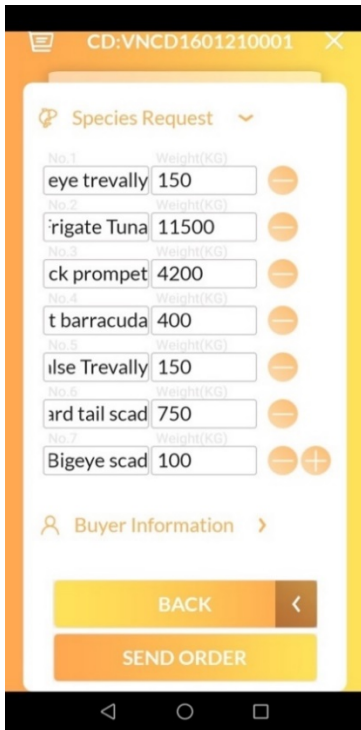 CD:VNCD1601210001
Species Request
No.1 Weight(KG)
eye trevally 150
No.2 Weight(KG)
rigate Tuna 11500
No.3 Weight(KG)
ck prompet 4200
No.4 Weight(KG)
t barracuda 400
No.5 Weight(KG)
alse Trevally 150
No.6 Weight(KG)
ard tail scad 750
No.7 Weight(KG)
Bigeye scad 100
Buyer Information
BACK
SEND ORDER